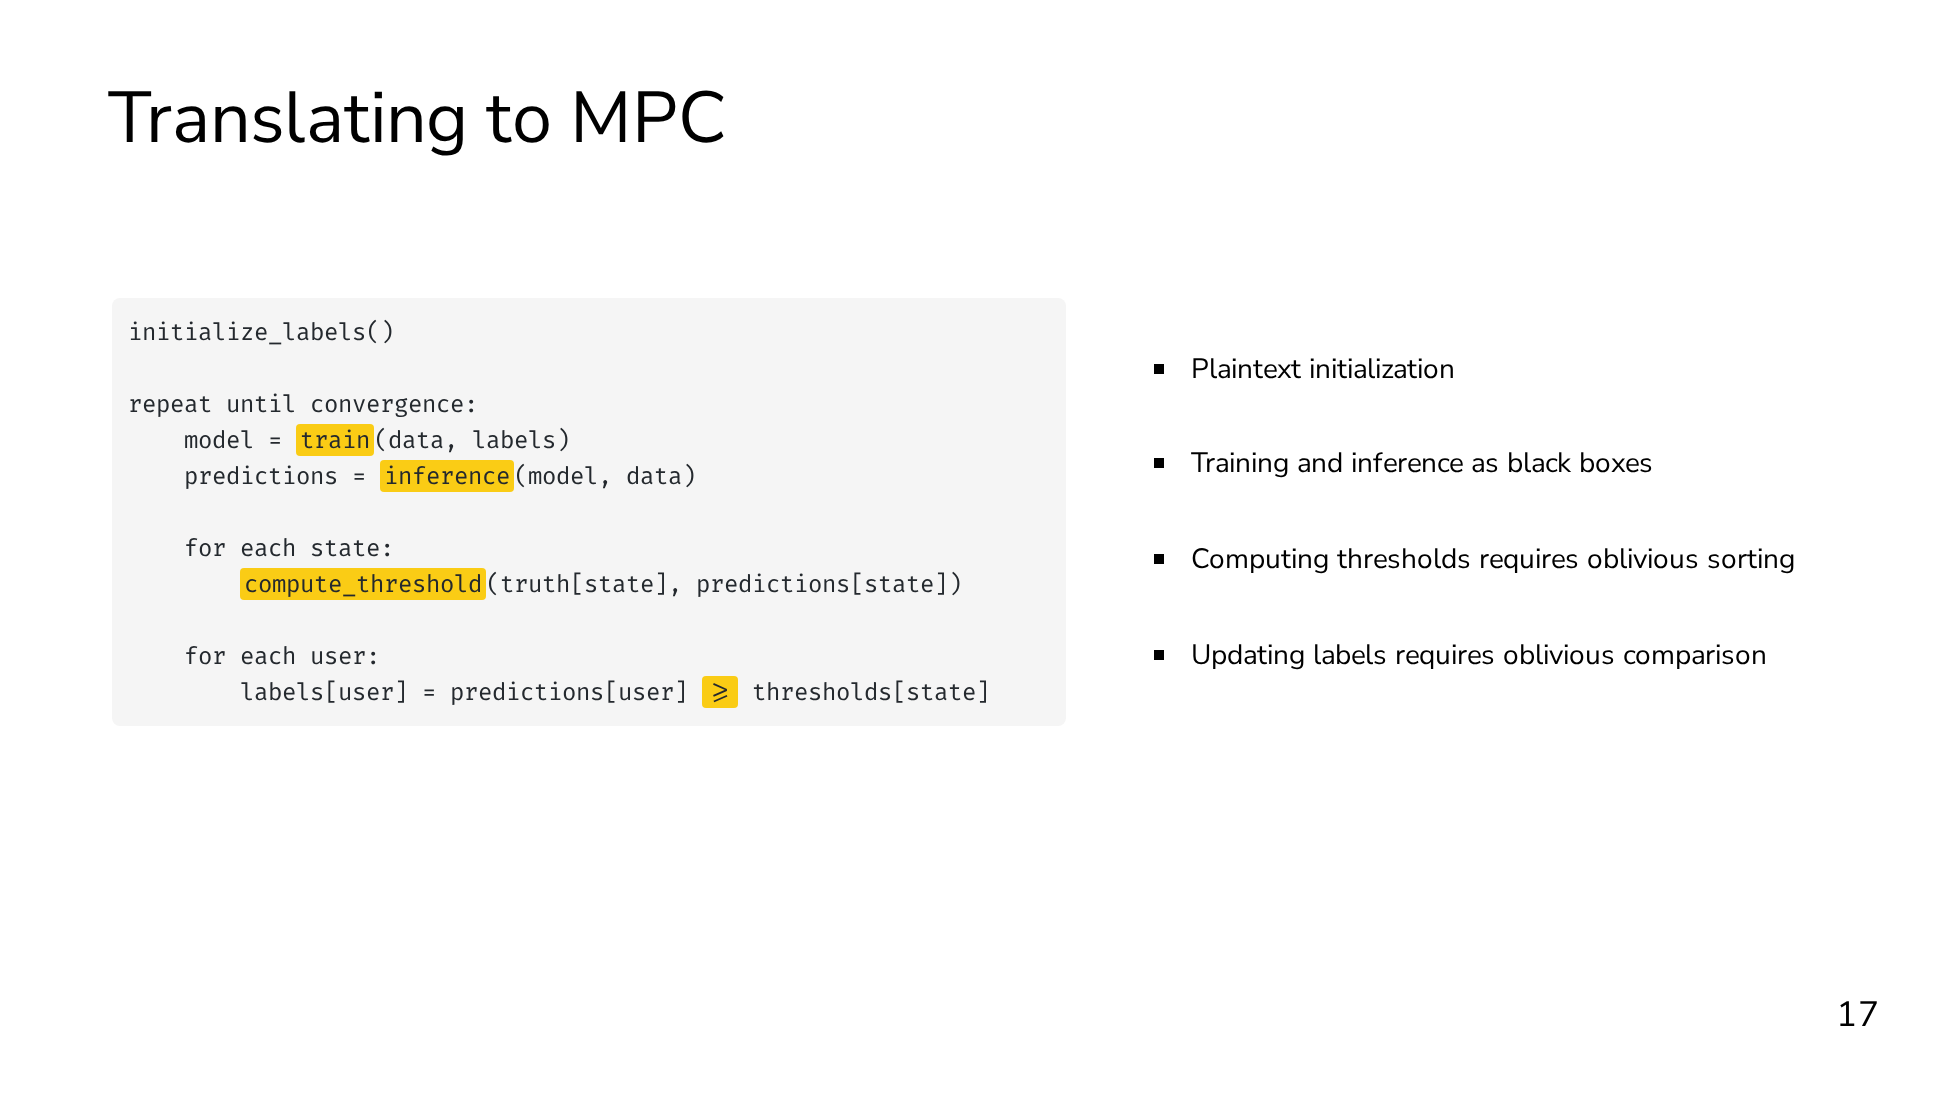 Translating to MPC
initialize_labels()
repeat until convergence:
    model = train(data, labels)
    predictions = inference(model, data)
    for each state:
        compute_threshold(truth[state], predictions[state])
    for each user:
        labels[user] = predictions[user] ⩾ thresholds[state]
▪ Plaintext initialization
▪ Training and inference as black boxes
▪ Computing thresholds requires oblivious sorting
▪ Updating labels requires oblivious comparison
17